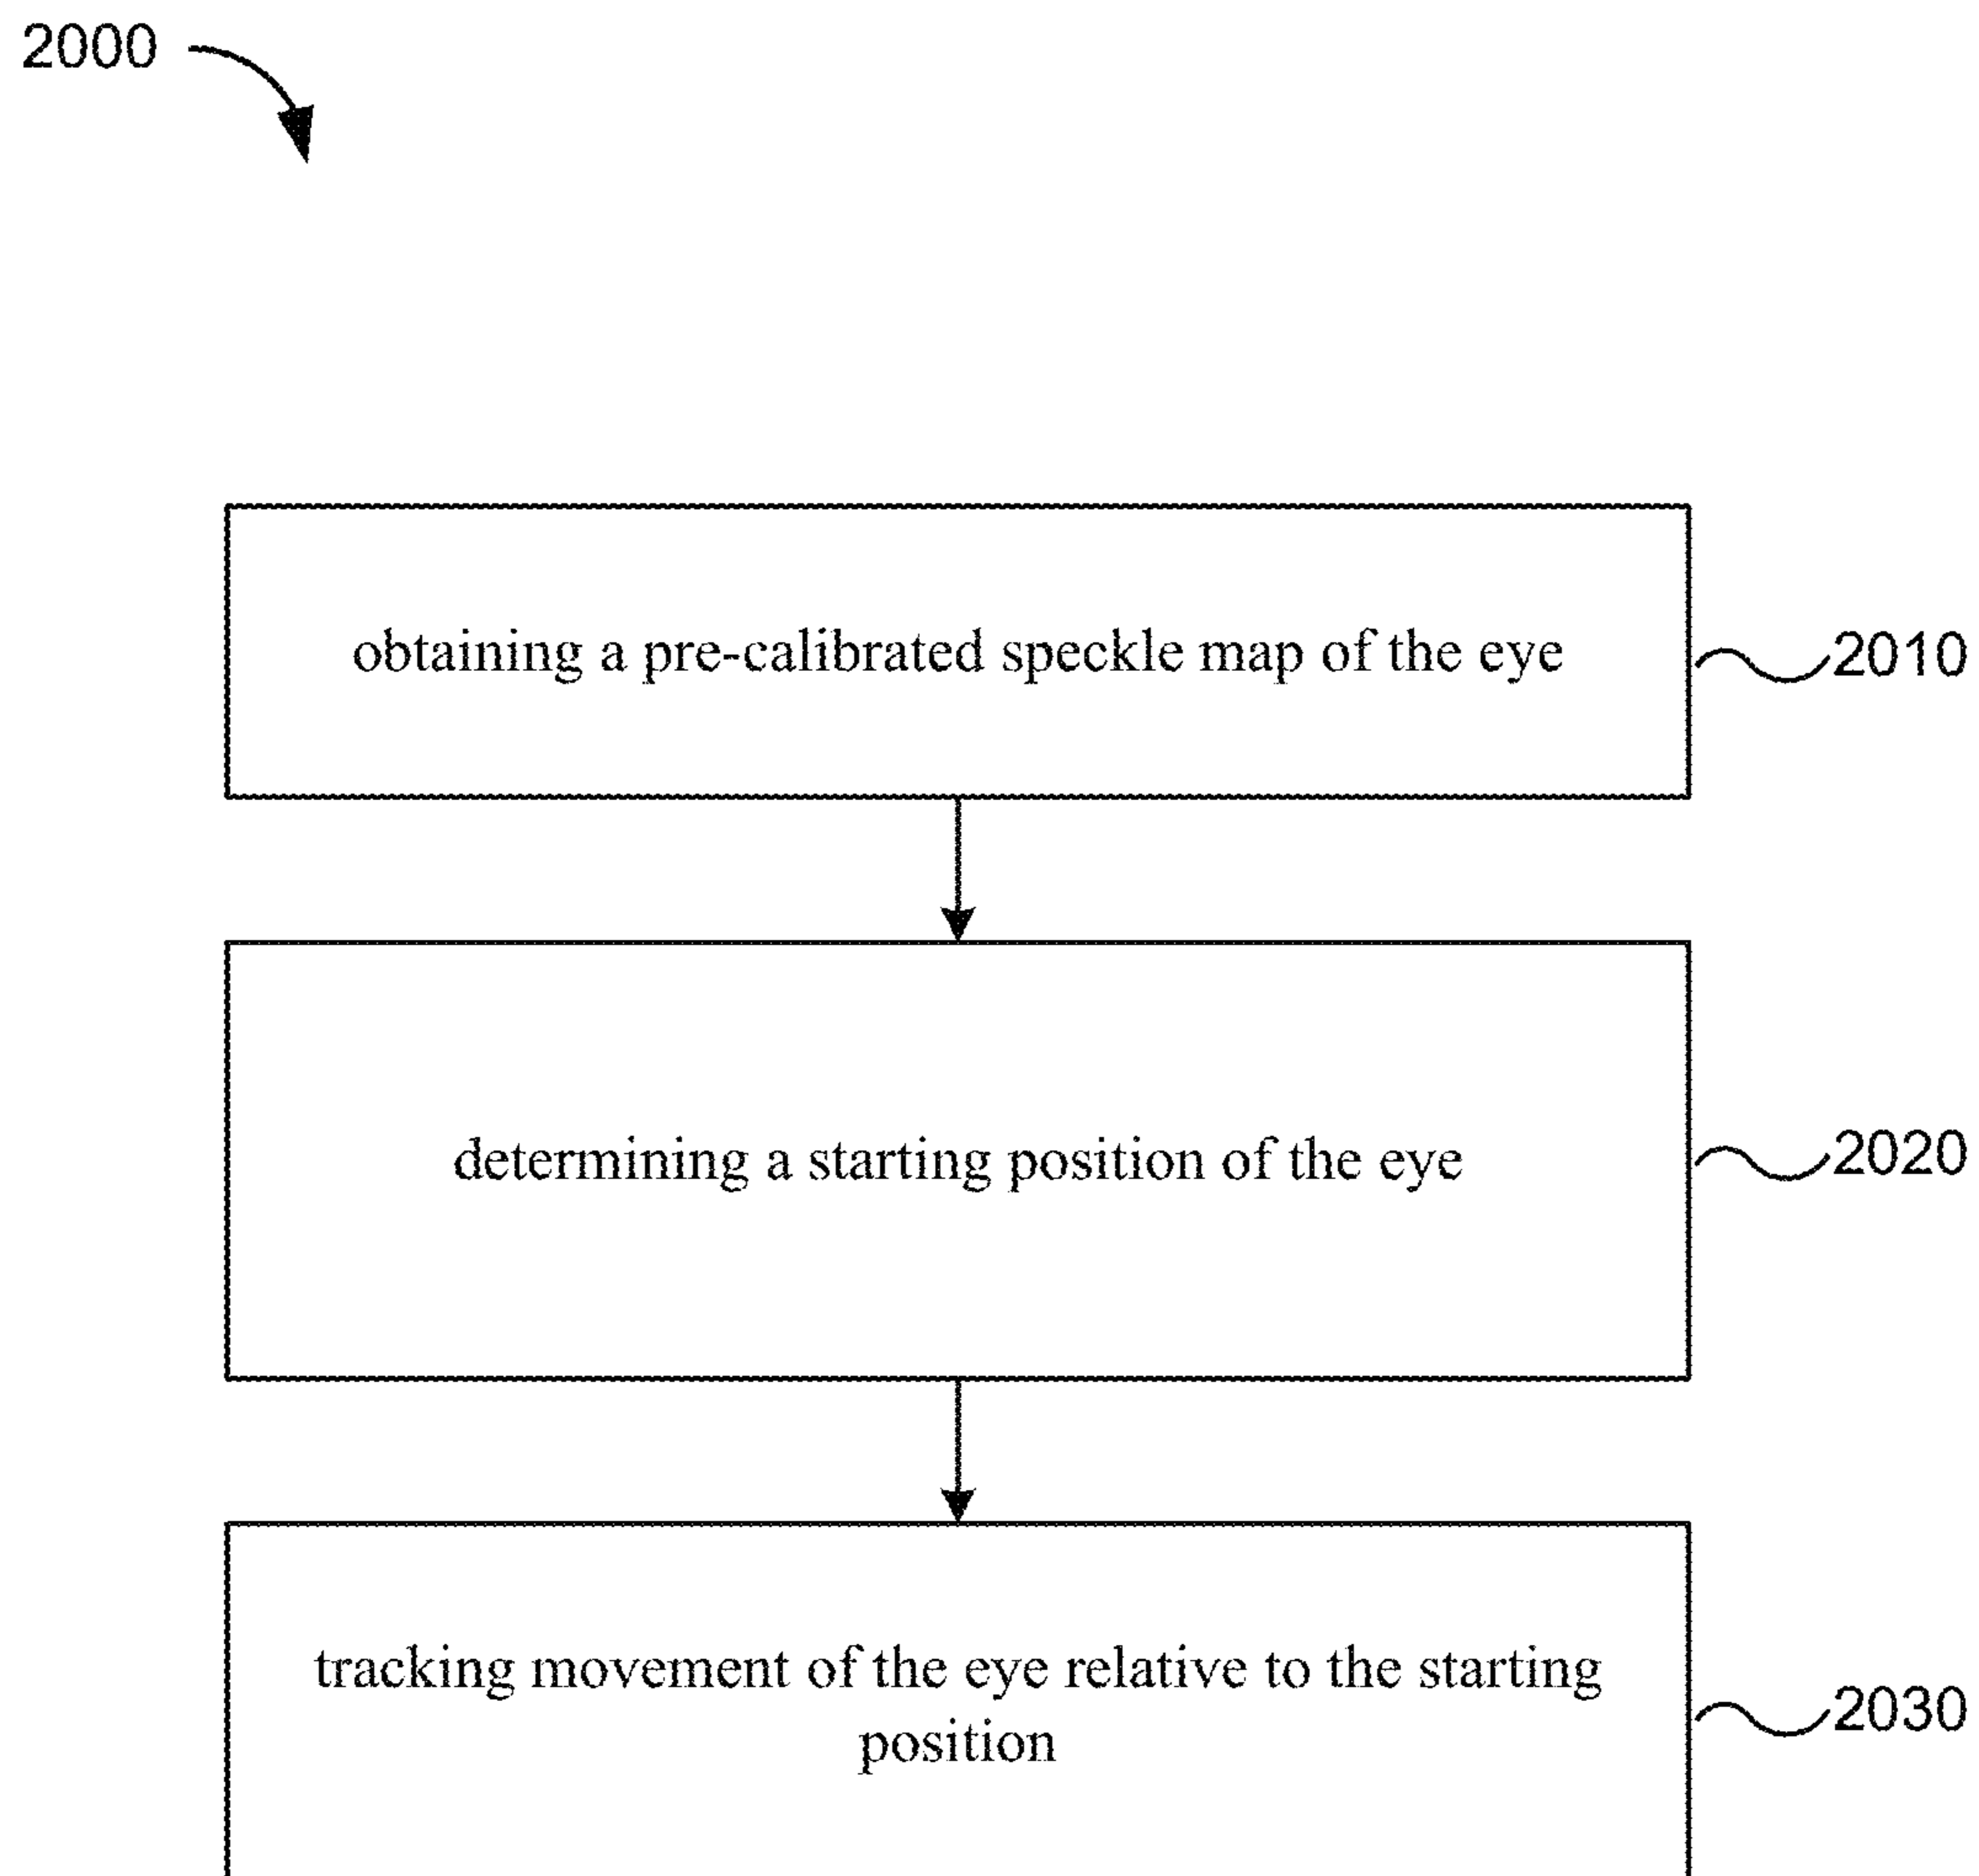 2000
obtaining a pre-calibrated speckle map of the eye
2010
determining a starting position of the eye
2020
tracking movement of the eye relative to the starting
position
2030